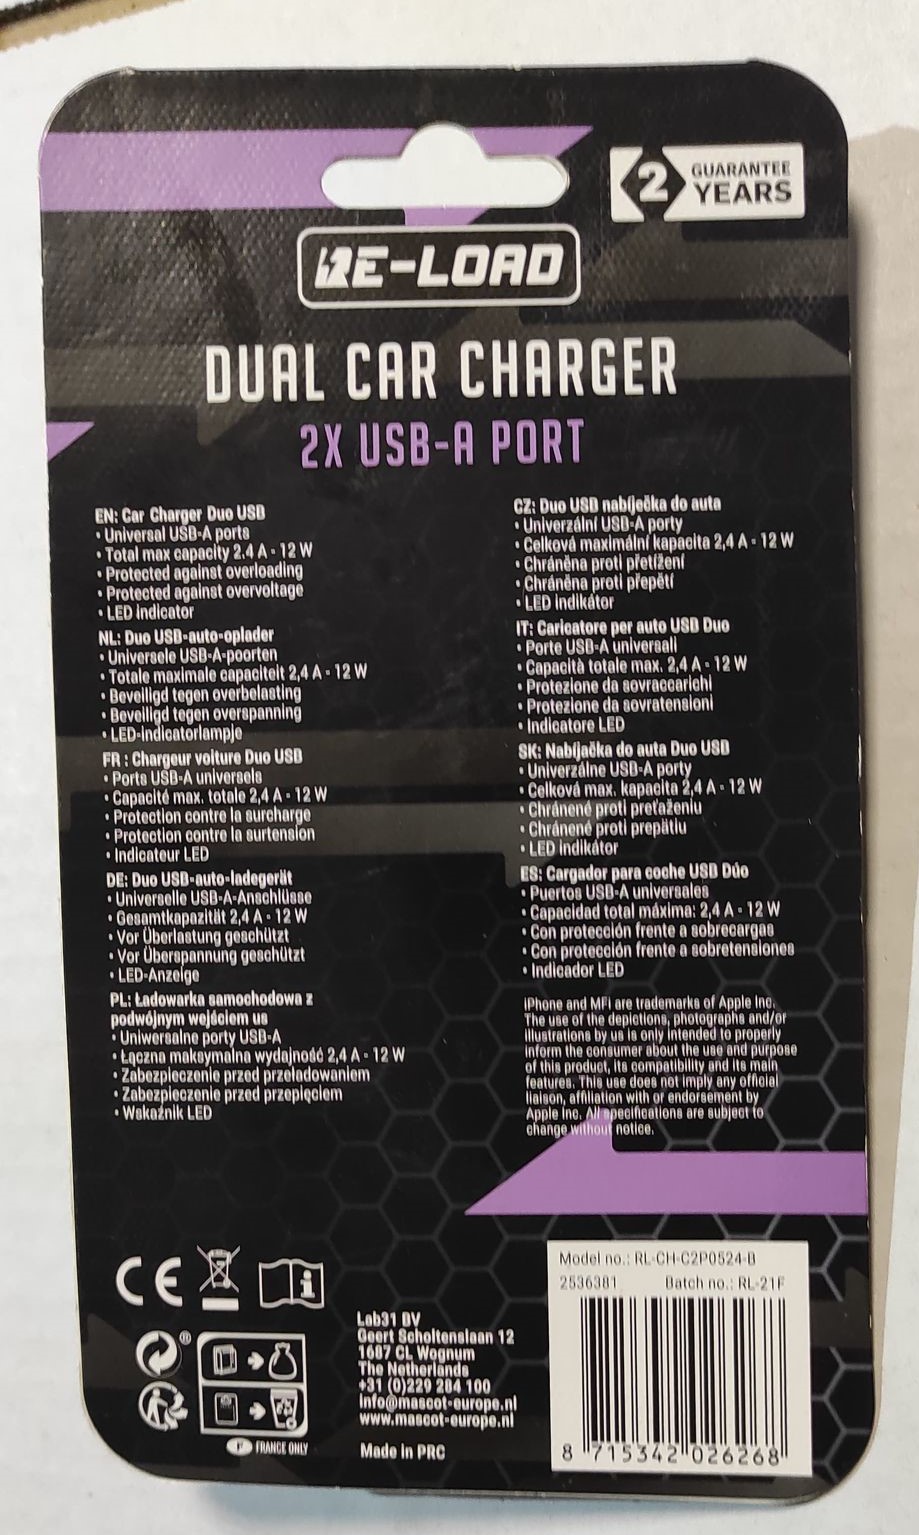 2 GUARANTEE
YEARS
RE-LOAD
DUAL CAR CHARGER
2X USB-A PORT
EN: Car Charger Duo USB
• Universal USB-A ports
• Total max capacity 2,4 A - 12 W
• Protected against overloading
• Protected against overvoltage
• LED indicator
NL: Duo USB-auto-oplader
• Universele USB-A-poorten
• Totale maximale capaciteit 2,4 A - 12 W
• Beveiligd tegen overbelasting
• Beveiligd tegen overspanning
• LED-indicatorlampje
FR : Chargeur voiture Duo USB
• Ports USB-A universels
• Capacité max. totale 2,4 A - 12 W
• Protection contre la surcharge
• Protection contre la surtension
• Indicateur LED
DE: Duo USB-auto-ladegerät
• Universelle USB-A-Anschlüsse
• Gesamtkapazität 2,4 A - 12 W
• Vor Überlastung geschützt
• Vor Überspannung geschützt
• LED-Anzeige
PL: Ładowarka samochodowa z
podwójnym wejściem us
• Uniwersalne porty USB-A
• Łączna maksymalna wydajność 2,4 A - 12 W
• Zabezpieczenie przed przeładowaniem
• Zabezpieczenie przed przepięciem
• Wskaźnik LED
CZ: Duo USB nabíječka do auta
• Univerzální USB-A porty
• Celková maximální kapacita 2,4 A - 12 W
• Chráněna proti přetížení
• Chráněna proti přepětí
• LED indikátor
IT: Caricatore per auto USB Duo
• Porte USB-A universali
• Capacità totale max. 2,4 A - 12 W
• Protezione da sovraccarichi
• Protezione da sovratensioni
• Indicatore LED
SK: Nabíjačka do auta Duo USB
• Univerzálne USB-A porty
• Celková max. kapacita 2,4 A - 12 W
• Chránené proti preťaženiu
• Chránené proti prepätiu
• LED indikátor
ES: Cargador para coche USB Dúo
• Puertos USB-A universales
• Capacidad total máxima: 2,4 A - 12 W
• Con protección frente a sobrecargas
• Con protección frente a sobretensiones
• Indicador LED
iPhone and MFi are trademarks of Apple Inc.
The use of the depictions, photographs and/or
illustrations by us is only intended to properly
inform the consumer about the use and purpose
of this product, its compatibility and its main
features. This use does not imply any official
liaison, affiliation with or endorsement by
Apple Inc. All specifications are subject to
change without notice.
CE
FRANCE ONLY
Lab31 BV
Geert Scholtenslaan 12
1687 CL Wognum
The Netherlands
+31 (0)229 284 100
info@mascot-europe.nl
www.mascot-europe.nl
Made in PRC
Model no.: RL-CH-C2P0524-B
2536381 Batch no.: RL-21F
8 715342 026268